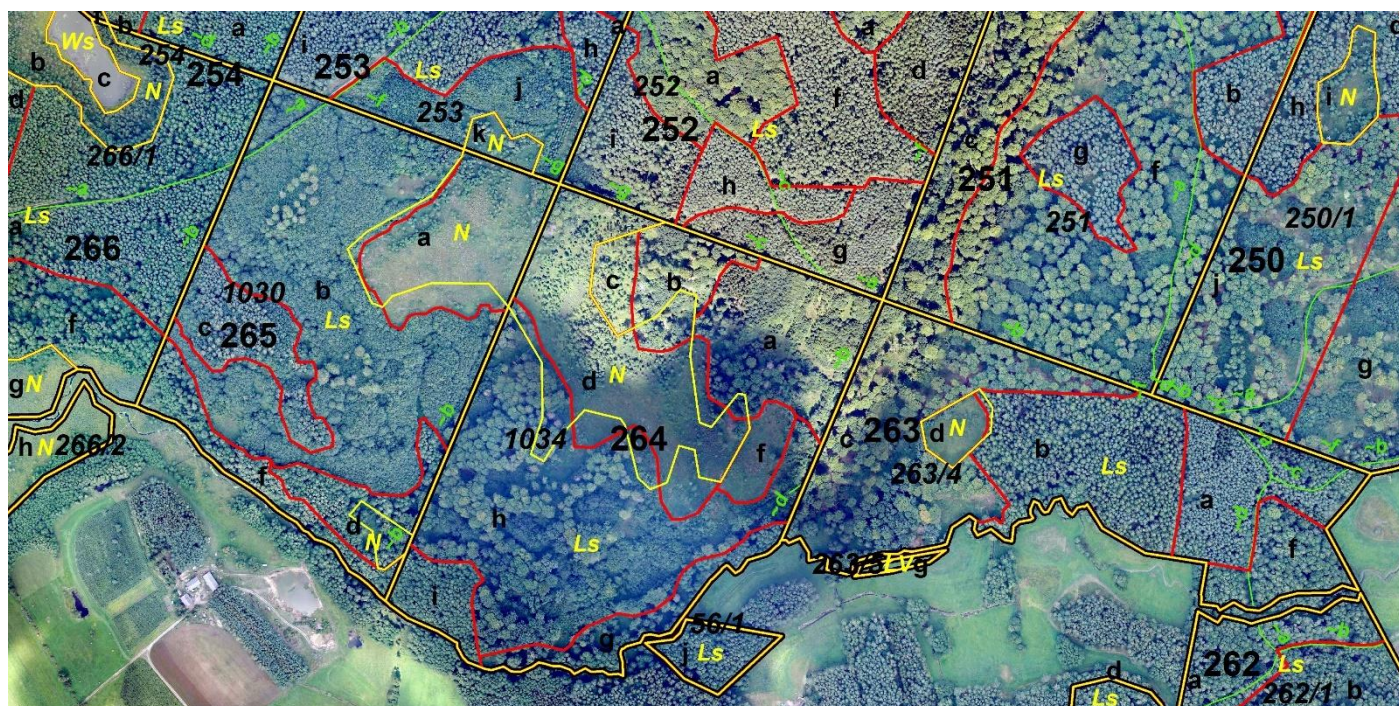 b
Ls
a
i
h
a
a
d
Ws
254
254
253
Ls
j
252
a
f
b
h
i
N
b
c
N
253
k
N
252
Ls
i
h
c
251
g
Ls
f
d
266/1
251
250/1
Ls
a
266
a
N
g
250
Ls
j
1030
b
c
b
c
265
Ls
a
f
d
N
g
g
N
1034
264
f
c
263
d
N
b
Ls
h
N
266/2
263/4
a
f
d
N
h
Ls
f
i
g
263/3
LV
g
56/1
j
Ls
262
Ls
a
d
Ls
262/1
b